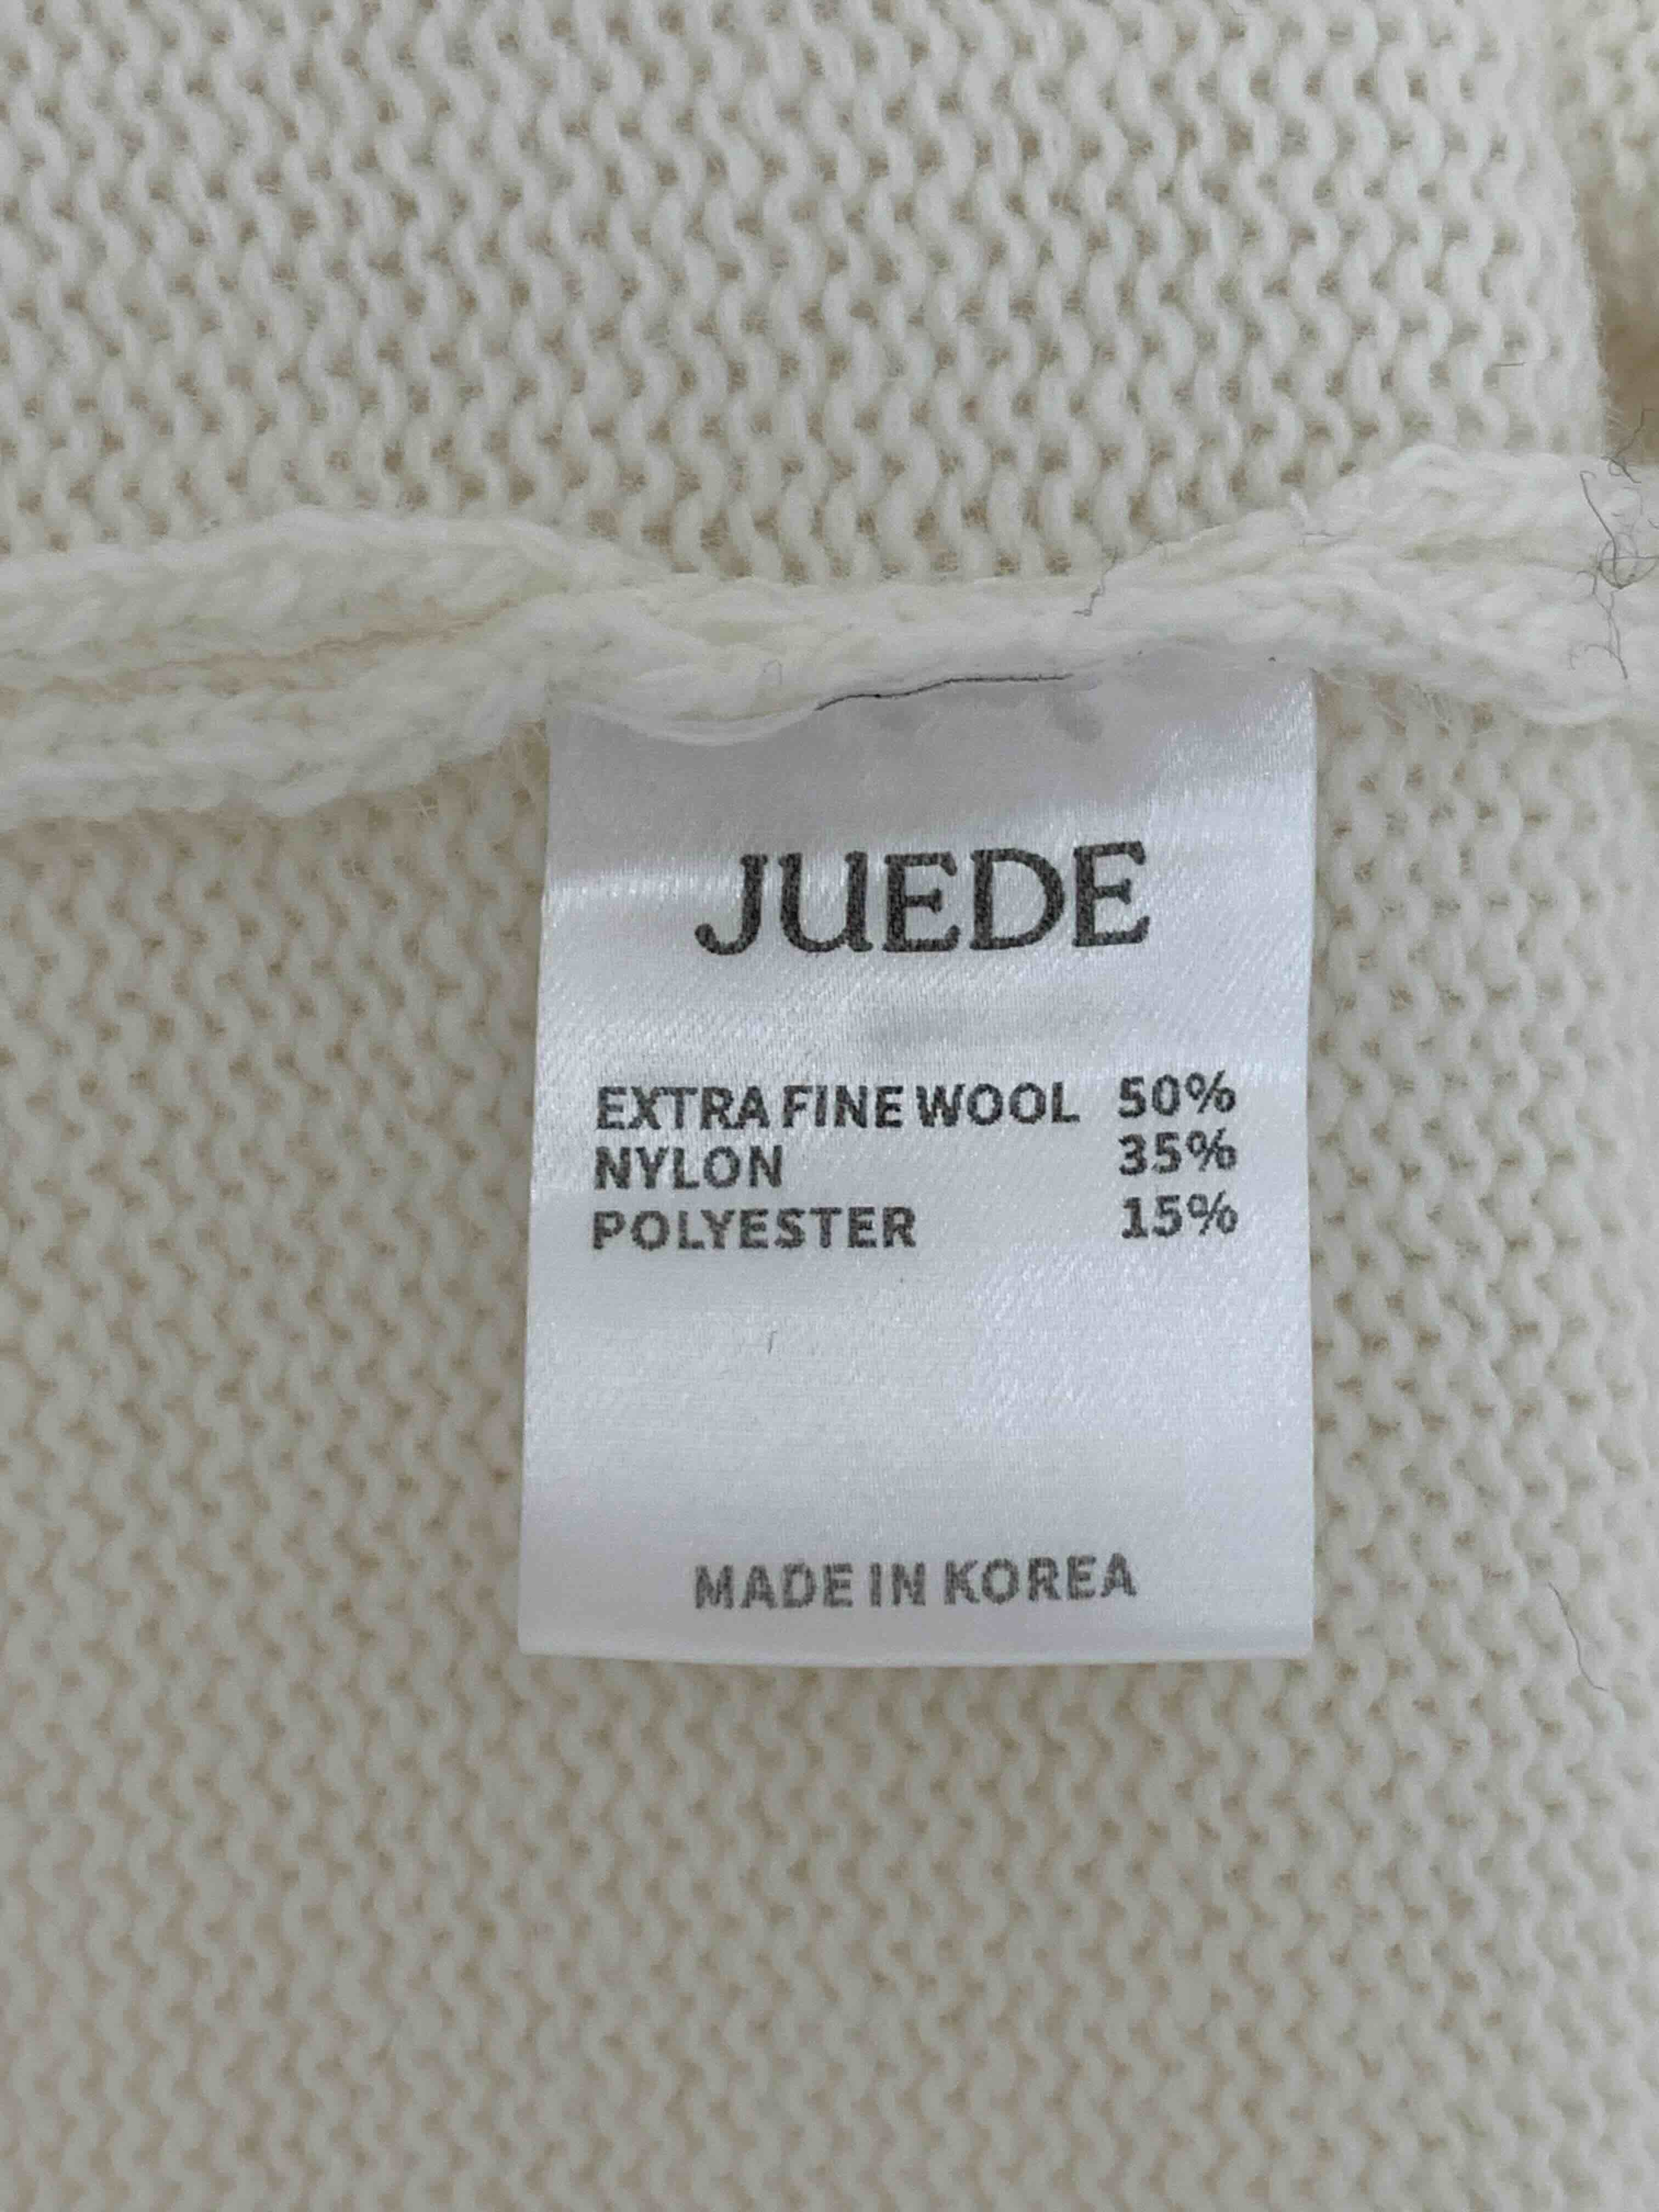 JUEDE
EXTRA FINE WOOL 50%
NYLON 35%
POLYESTER 15%
MADE IN KOREA